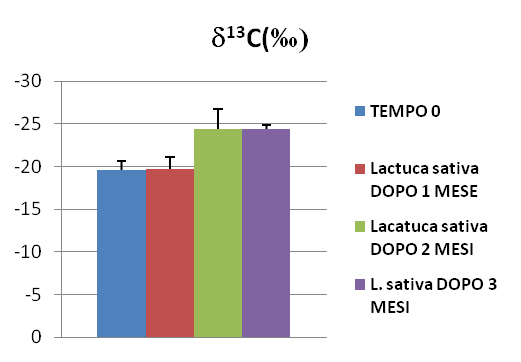 δ¹³C(‰)
-30
-25
-20
-15
-10
-5
0
TEMPO 0
Lactuca sativa
DOPO 1 MESE
Lacatuca sativa
DOPO 2 MESI
L. sativa DOPO 3
MESI